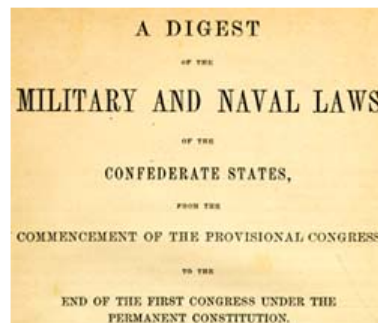 A DIGEST
OF THE
MILITARY AND NAVAL LAWS
OF THE
CONFEDERATE STATES,
FROM THE
COMMENCEMENT OF THE PROVISIONAL CONGRESS
TO THE
END OF THE FIRST CONGRESS UNDER THE
PERMANENT CONSTITUTION.